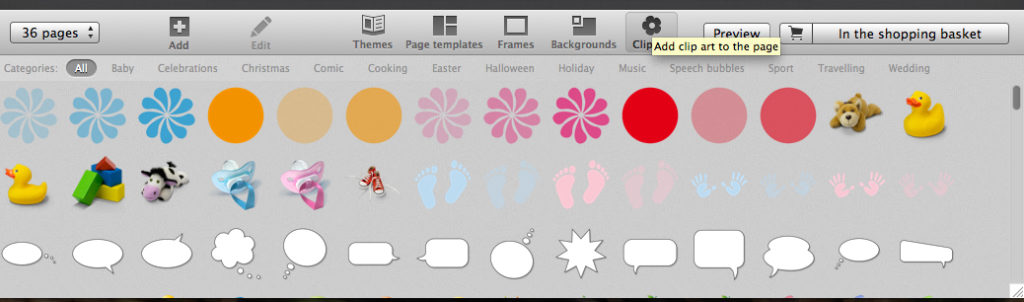 36 pages
Add
Edit
Themes
Page templates
Frames
Backgrounds
Clip
Preview
In the shopping basket
Add clip art to the page
Categories: All Baby Celebrations Christmas Comic Cooking Easter Halloween Holiday Music Speech bubbles Sport Travelling Wedding